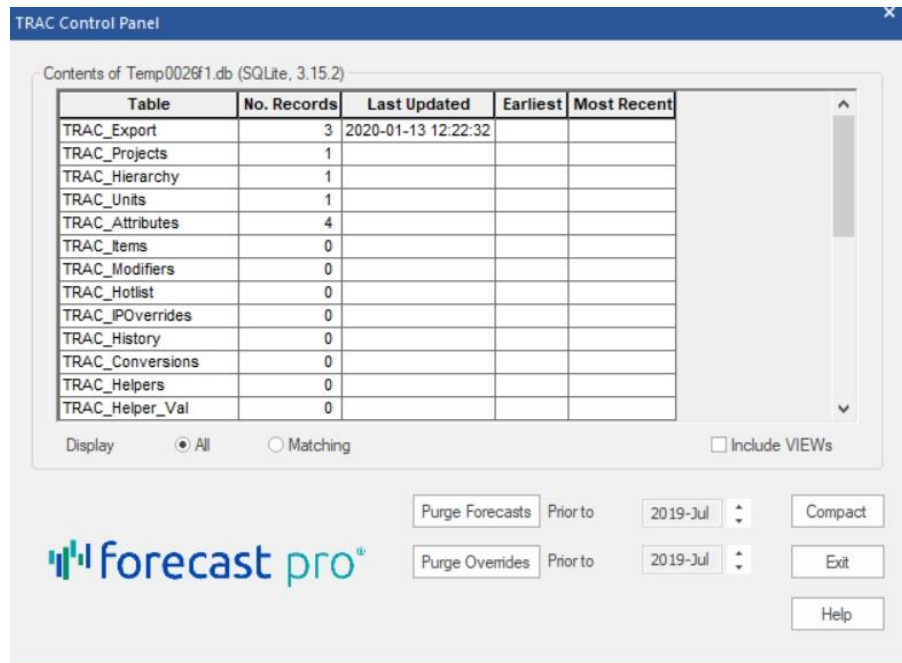 TRAC Control Panel
Contents of Temp0026f1.db (SQLite, 3.15.2)
Table No. Records Last Updated Earliest Most Recent
TRAC_Export 3 2020-01-13 12:22:32
TRAC_Projects 1
TRAC_Hierarchy 1
TRAC_Units 1
TRAC_Attributes 4
TRAC_Items 0
TRAC_Modifiers 0
TRAC_Hotlist 0
TRAC_IPOverrides 0
TRAC_History 0
TRAC_Conversions 0
TRAC_Helpers 0
TRAC_Helper_Val 0
Display All Matching Include VIEWs
Purge Forecasts Prior to 2019-Jul Compact
forecast pro®
Purge Overrides Prior to 2019-Jul Exit
Help